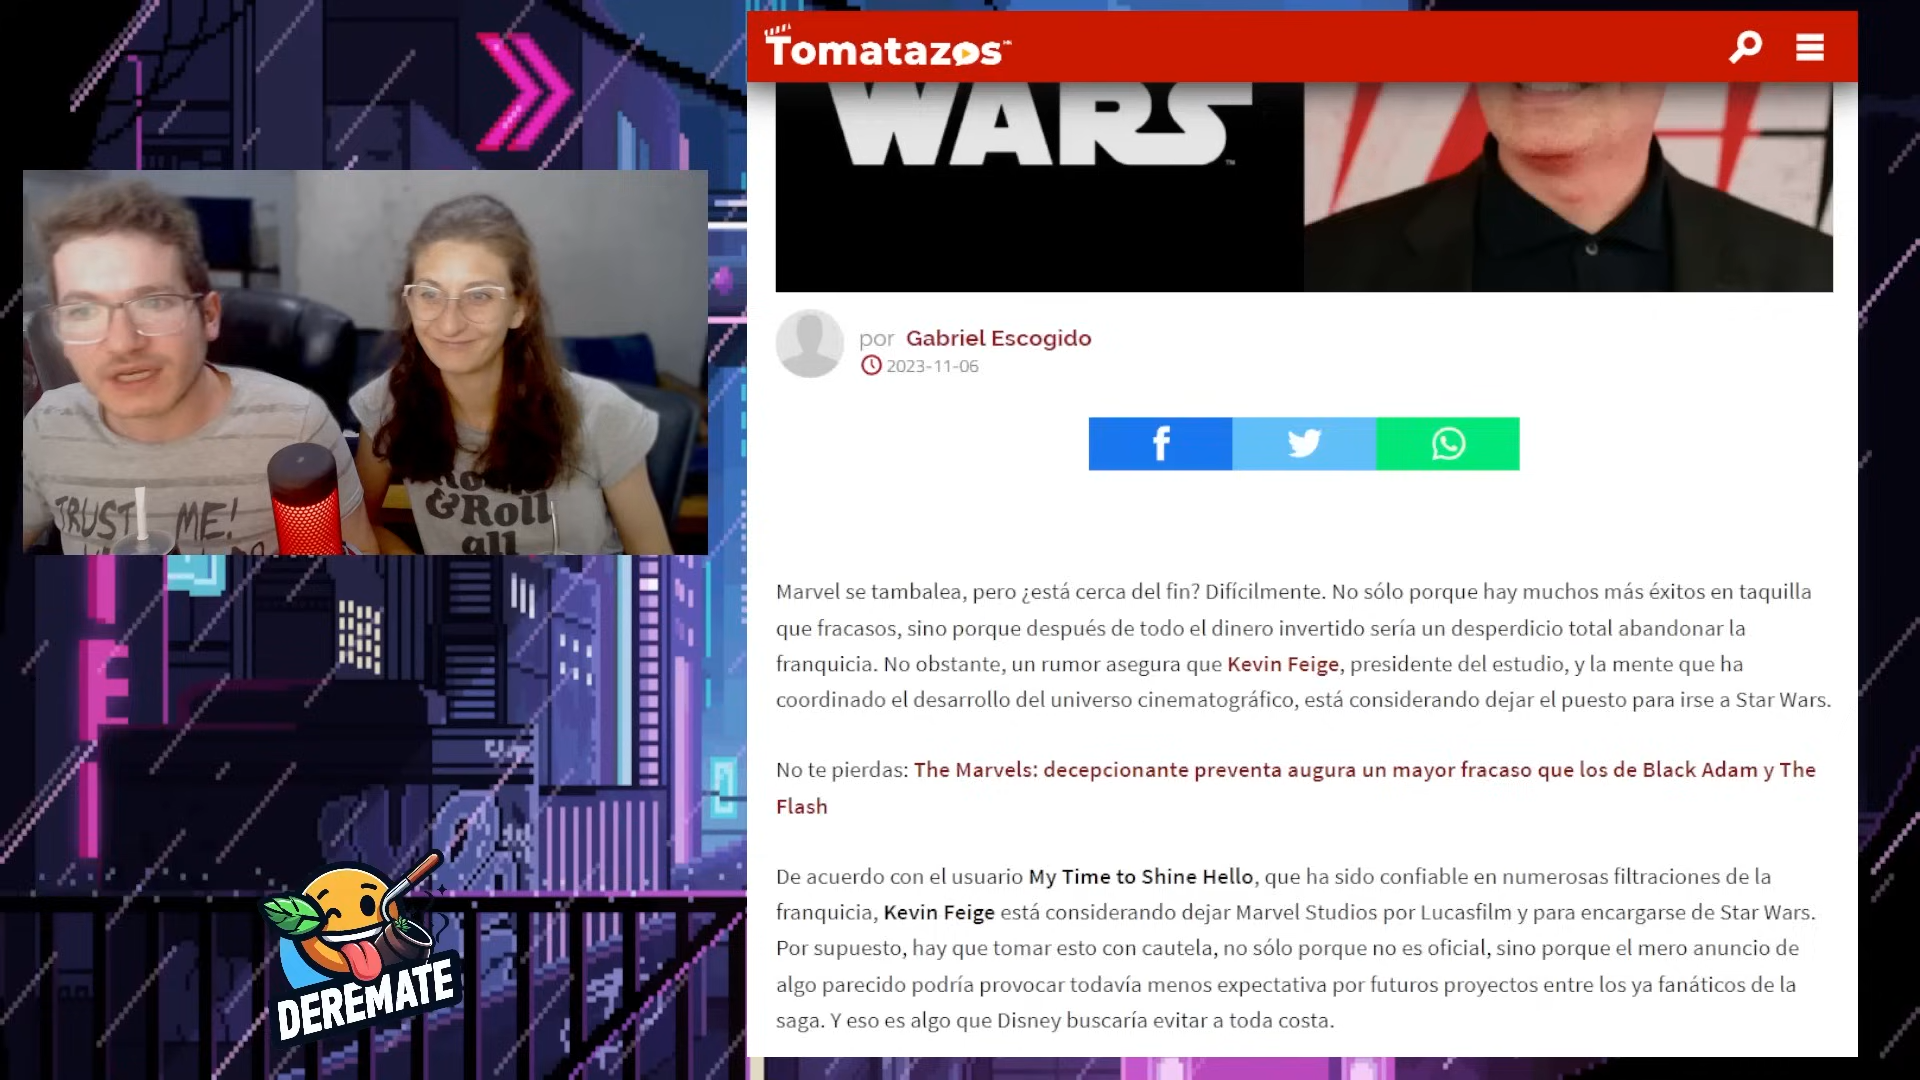 Tomatazos
WARS
TM
por Gabriel Escogido
2023-11-06
TRUST ME!
& Roll
all
Marvel se tambalea, pero ¿está cerca del fin? Difícilmente. No sólo porque hay muchos más éxitos en taquilla
que fracasos, sino porque después de todo el dinero invertido sería un desperdicio total abandonar la
franquicia. No obstante, un rumor asegura que Kevin Feige, presidente del estudio, y la mente que ha
coordinado el desarrollo del universo cinematográfico, está considerando dejar el puesto para irse a Star Wars.
No te pierdas: The Marvels: decepcionante preventa augura un mayor fracaso que los de Black Adam y The
Flash
De acuerdo con el usuario My Time to Shine Hello, que ha sido confiable en numerosas filtraciones de la
franquicia, Kevin Feige está considerando dejar Marvel Studios por Lucasfilm y para encargarse de Star Wars.
Por supuesto, hay que tomar esto con cautela, no sólo porque no es oficial, sino porque el mero anuncio de
algo parecido podría provocar todavía menos expectativa por futuros proyectos entre los ya fanáticos de la
saga. Y eso es algo que Disney buscaría evitar a toda costa.
DEREMATE